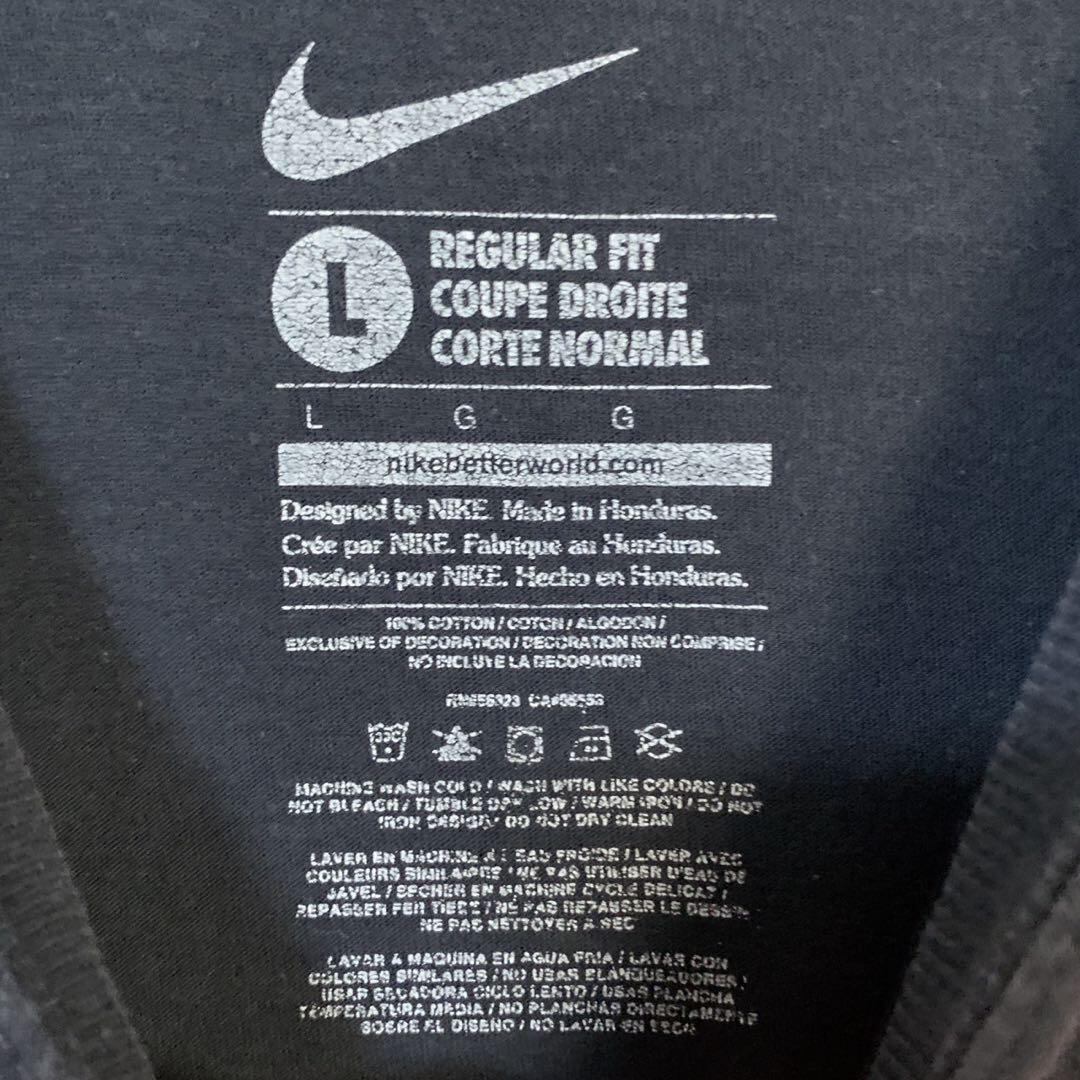 L
REGULAR FIT
COUPE DROITE
CORTE NORMAL
L G G
nikebetterworld.com
Designed by NIKE. Made in Honduras.
Crée par NIKE. Fabrique au Honduras.
Diseñado por NIKE. Hecho en Honduras.
100% COTTON / COTON / ALGODON /
EXCLUSIVE OF DECORATION / DECORATION NON COMPRISE /
NO INCLUYE LA DECORACION
MACHINE WASH COLD / WASH WITH LIKE COLORS / DO
NOT BLEACH / TUMBLE DRY LOW / WARM IRON / DO NOT
IRON DESIGN / DO NOT DRY CLEAN
LAVER EN MACHINE A L'EAU FROIDE / LAVER AVEC
COULEURS SIMILAIRES / NE PAS UTILISER D'EAU DE
JAVEL / SECHER EN MACHINE CYCLE DELICAT /
REPASSER FER TIEDE / NE PAS REPASSER LE DESSIN
NE PAS NETTOYER A SEC
LAVAR A MAQUINA EN AGUA FRIA / LAVAR CON
COLORES SIMILARES / NO USAR BLANQUEADORES /
USAR SECADORA CICLO LENTO / USAR PLANCHA
TEMPERATURA MEDIA / NO PLANCHAR DIRECTAMENTE
SOBRE EL DISENO / NO LAVAR EN SECO